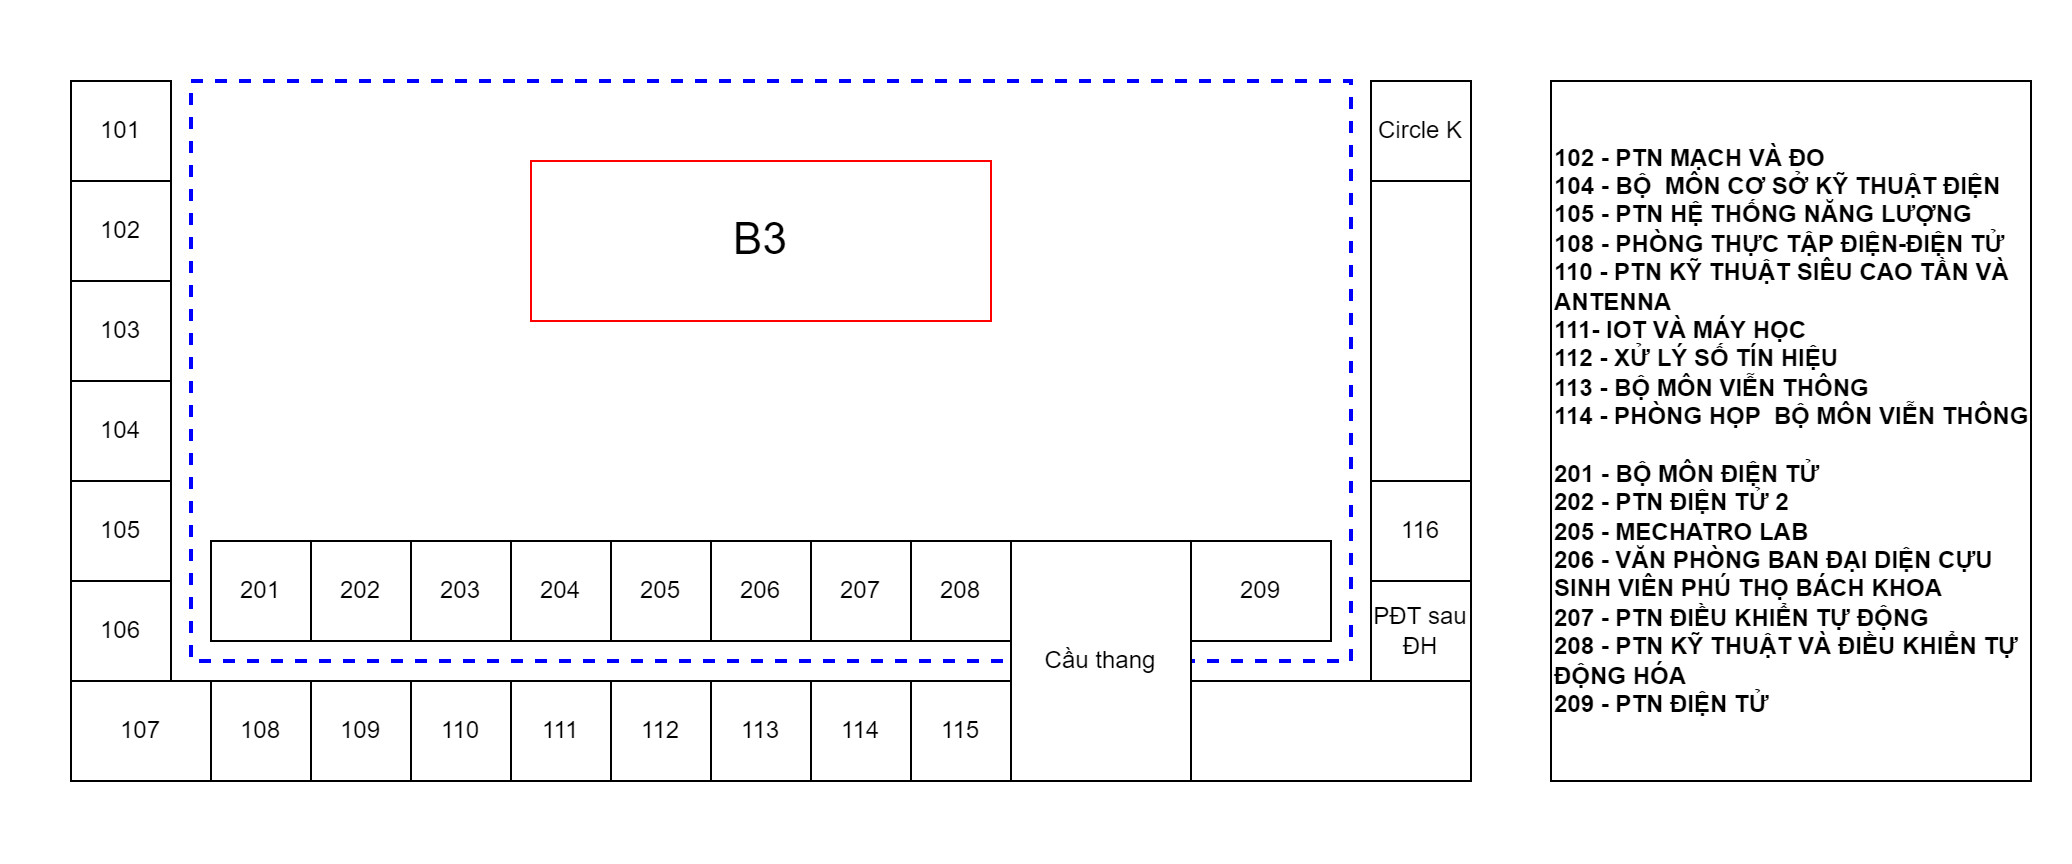 101
102
103
104
105
106
107
B3
Circle K
116
PĐT sau
ĐH
201
202
203
204
205
206
207
208
209
Cầu thang
108
109
110
111
112
113
114
115
102 - PTN MẠCH VÀ ĐO
104 - BỘ  MÔN CƠ SỞ KỸ THUẬT ĐIỆN
105 - PTN HỆ THỐNG NĂNG LƯỢNG
108 - PHÒNG THỰC TẬP ĐIỆN-ĐIỆN TỬ
110 - PTN KỸ THUẬT SIÊU CAO TẦN VÀ
ANTENNA
111- IOT VÀ MÁY HỌC
112 - XỬ LÝ SỐ TÍN HIỆU
113 - BỘ MÔN VIỄN THÔNG
114 - PHÒNG HỌP  BỘ MÔN VIỄN THÔNG
201 - BỘ MÔN ĐIỆN TỬ
202 - PTN ĐIỆN TỬ 2
205 - MECHATRO LAB
206 - VĂN PHÒNG BAN ĐẠI DIỆN CỰU
SINH VIÊN PHÚ THỌ BÁCH KHOA
207 - PTN ĐIỀU KHIỂN TỰ ĐỘNG
208 - PTN KỸ THUẬT VÀ ĐIỀU KHIỂN TỰ
ĐỘNG HÓA
209 - PTN ĐIỆN TỬ